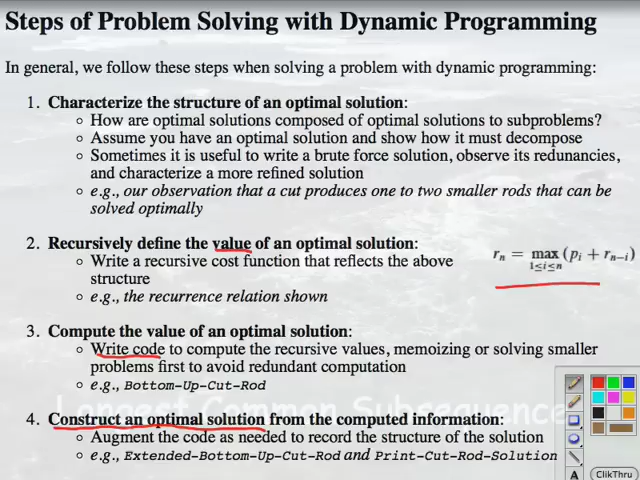 Steps of Problem Solving with Dynamic Programming
In general, we follow these steps when solving a problem with dynamic programming:
1. Characterize the structure of an optimal solution:
How are optimal solutions composed of optimal solutions to subproblems?
Assume you have an optimal solution and show how it must decompose
Sometimes it is useful to write a brute force solution, observe its redunancies,
and characterize a more refined solution
e.g., our observation that a cut produces one to two smaller rods that can be
solved optimally
2. Recursively define the value of an optimal solution:
Write a recursive cost function that reflects the above
structure
e.g., the recurrence relation shown
rₙ = max (pᵢ + rₙ₋ᵢ)
1≤i≤n
3. Compute the value of an optimal solution:
Write code to compute the recursive values, memoizing or solving smaller
problems first to avoid redundant computation
e.g., Bottom-Up-Cut-Rod
Longest Common Subsequence
4. Construct an optimal solution from the computed information:
Augment the code as needed to record the structure of the solution
e.g., Extended-Bottom-Up-Cut-Rod and Print-Cut-Rod-Solution
A
ClikThru